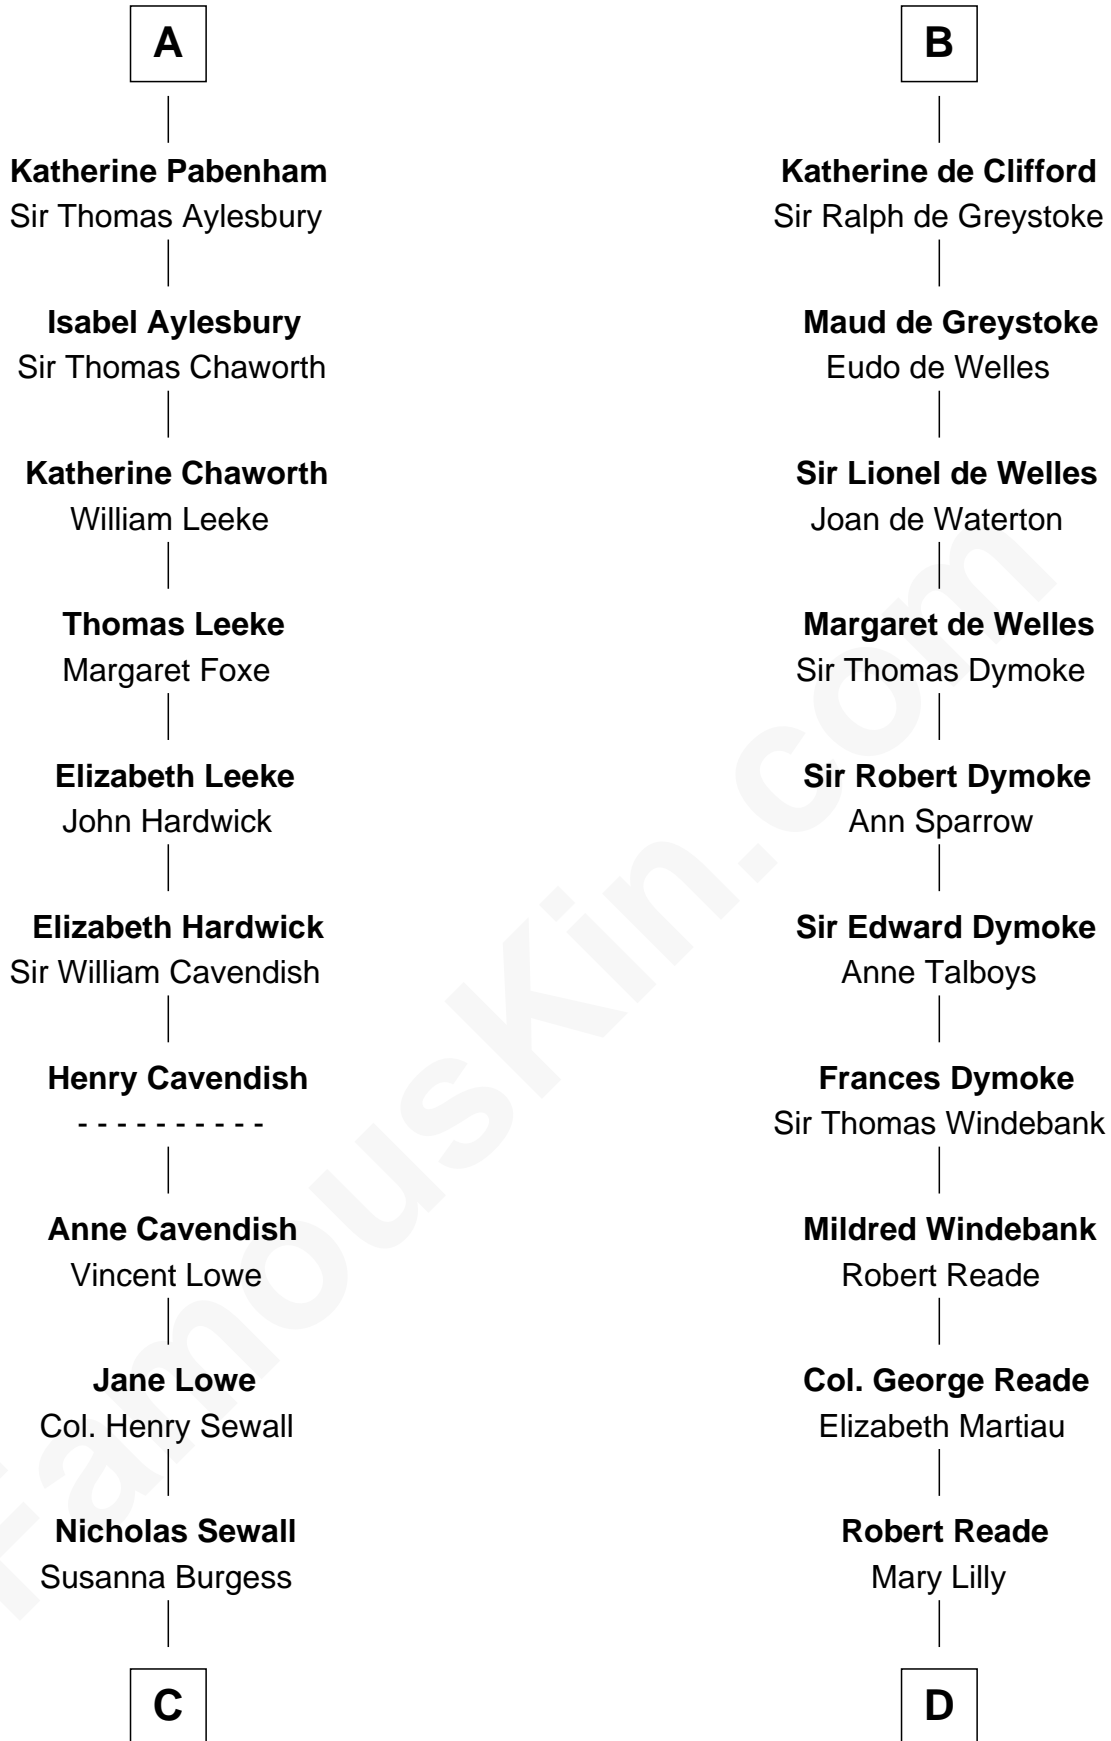 A
Katherine Pabenham
Sir Thomas Aylesbury
Isabel Aylesbury
Sir Thomas Chaworth
Katherine Chaworth
William Leeke
Thomas Leeke
Margaret Foxe
Elizabeth Leeke
John Hardwick
Elizabeth Hardwick
Sir William Cavendish
Henry Cavendish
- - - - - - - - - -
Anne Cavendish
Vincent Lowe
Jane Lowe
Col. Henry Sewall
Nicholas Sewall
Susanna Burgess
C
B
Katherine de Clifford
Sir Ralph de Greystoke
Maud de Greystoke
Eudo de Welles
Sir Lionel de Welles
Joan de Waterton
Margaret de Welles
Sir Thomas Dymoke
Sir Robert Dymoke
Ann Sparrow
Sir Edward Dymoke
Anne Talboys
Frances Dymoke
Sir Thomas Windebank
Mildred Windebank
Robert Reade
Col. George Reade
Elizabeth Martiau
Robert Reade
Mary Lilly
D
FamousKin.com